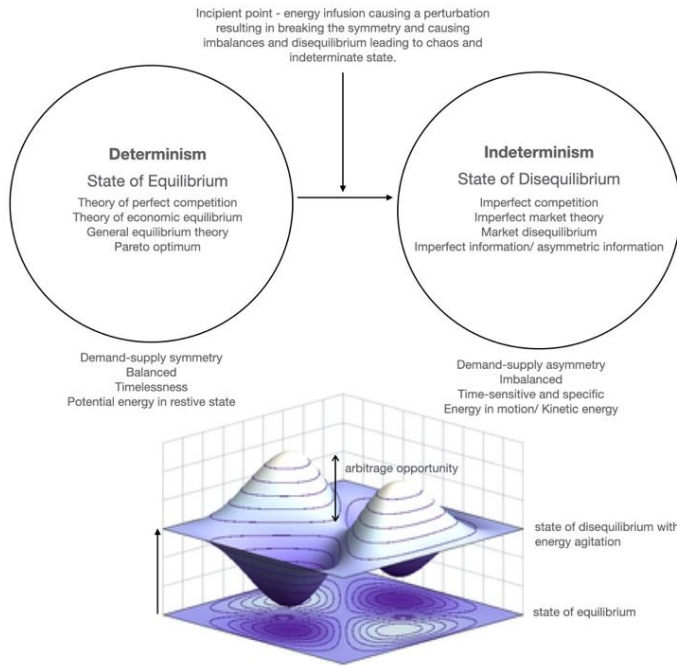 Incipient point - energy infusion causing a perturbation
resulting in breaking the symmetry and causing
imbalances and disequilibrium leading to chaos and
indeterminate state.
Determinism
State of Equilibrium
Theory of perfect competition
Theory of economic equilibrium
General equilibrium theory
Pareto optimum
Indeterminism
State of Disequilibrium
Imperfect competition
Imperfect market theory
Market disequilibrium
Imperfect information/ asymmetric information
Demand-supply symmetry
Balanced
Timelessness
Potential energy in restive state
Demand-supply asymmetry
Imbalanced
Time-sensitive and specific
Energy in motion/ Kinetic energy
arbitrage opportunity
state of disequilibrium with
energy agitation
state of equilibrium